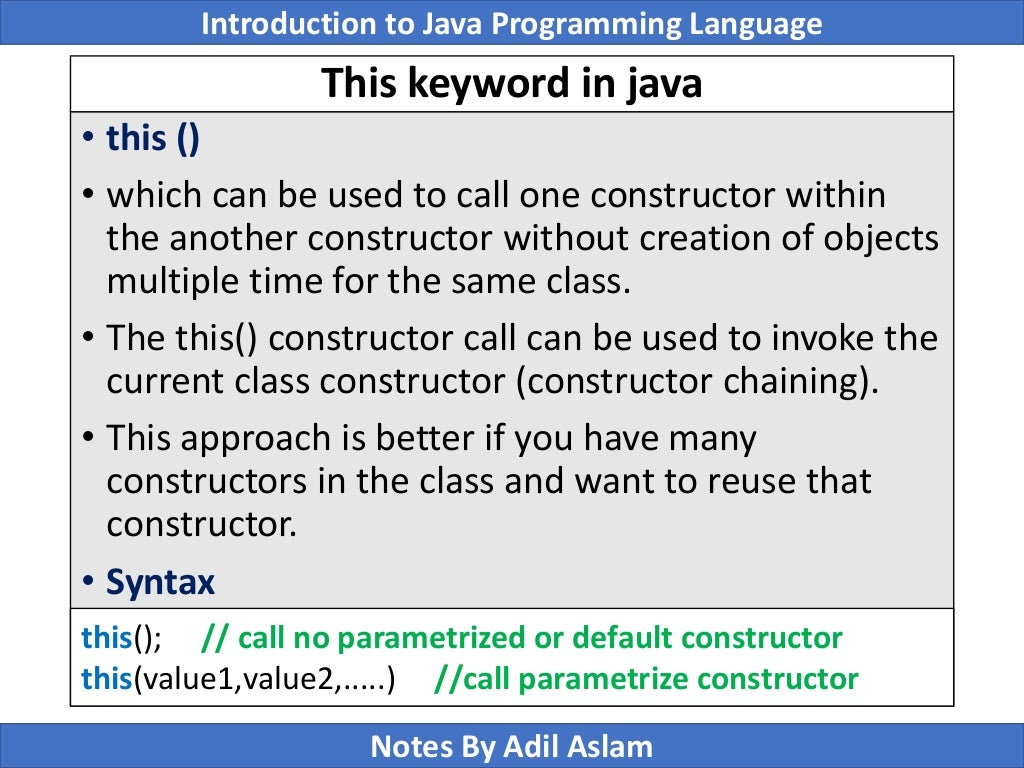 Introduction to Java Programming Language
This keyword in java
• this ()
• which can be used to call one constructor within
the another constructor without creation of objects
multiple time for the same class.
• The this() constructor call can be used to invoke the
current class constructor (constructor chaining).
• This approach is better if you have many
constructors in the class and want to reuse that
constructor.
• Syntax
this(); // call no parametrized or default constructor
this(value1,value2,.....) //call parametrize constructor
Notes By Adil Aslam